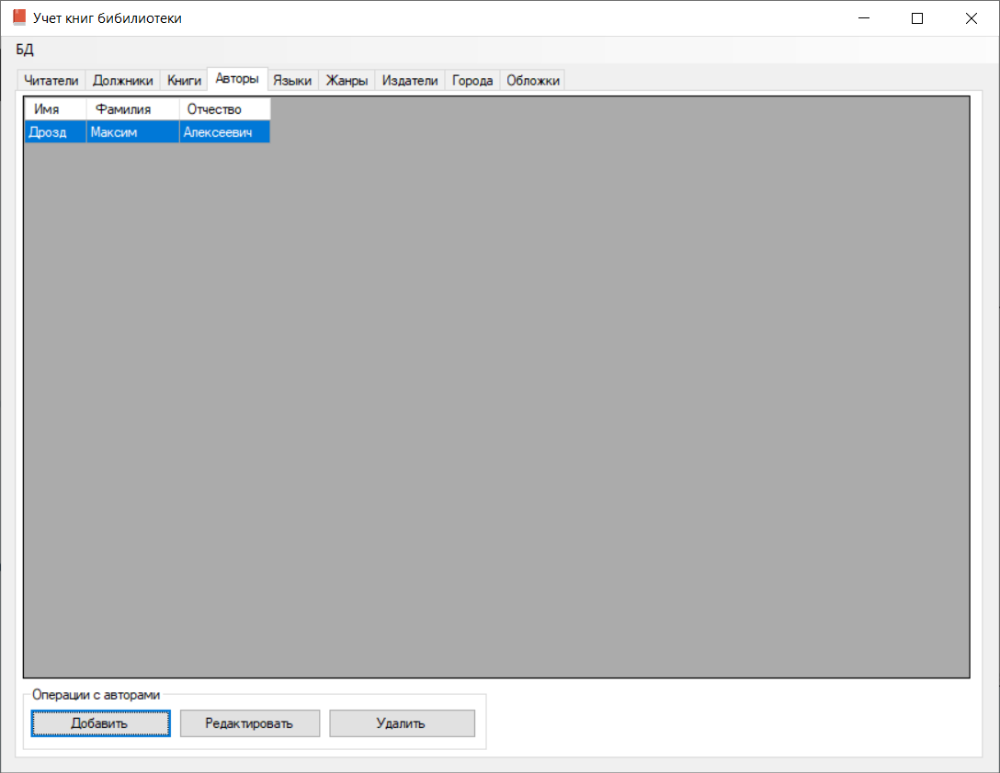 Учет книг бибилиотеки
БД
Читатели Должники Книги Авторы Языки Жанры Издатели Города Обложки
Имя Фамилия Отчество
Дрозд Максим Алексеевич
Операции с авторами
Добавить Редактировать Удалить